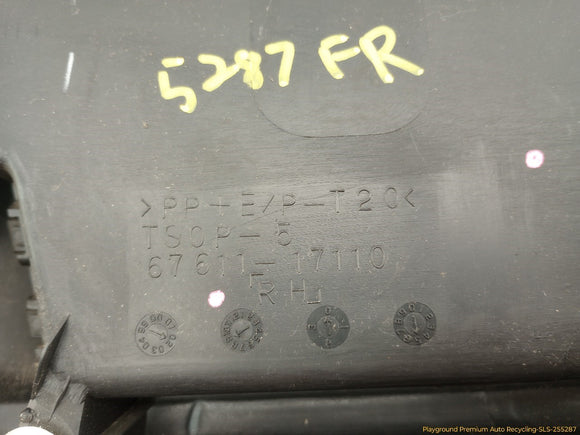 5287 FR
>PP+E/P-T20<
TSOP-5
67611-17110
RH
Playground Premium Auto Recycling-SLS-255287